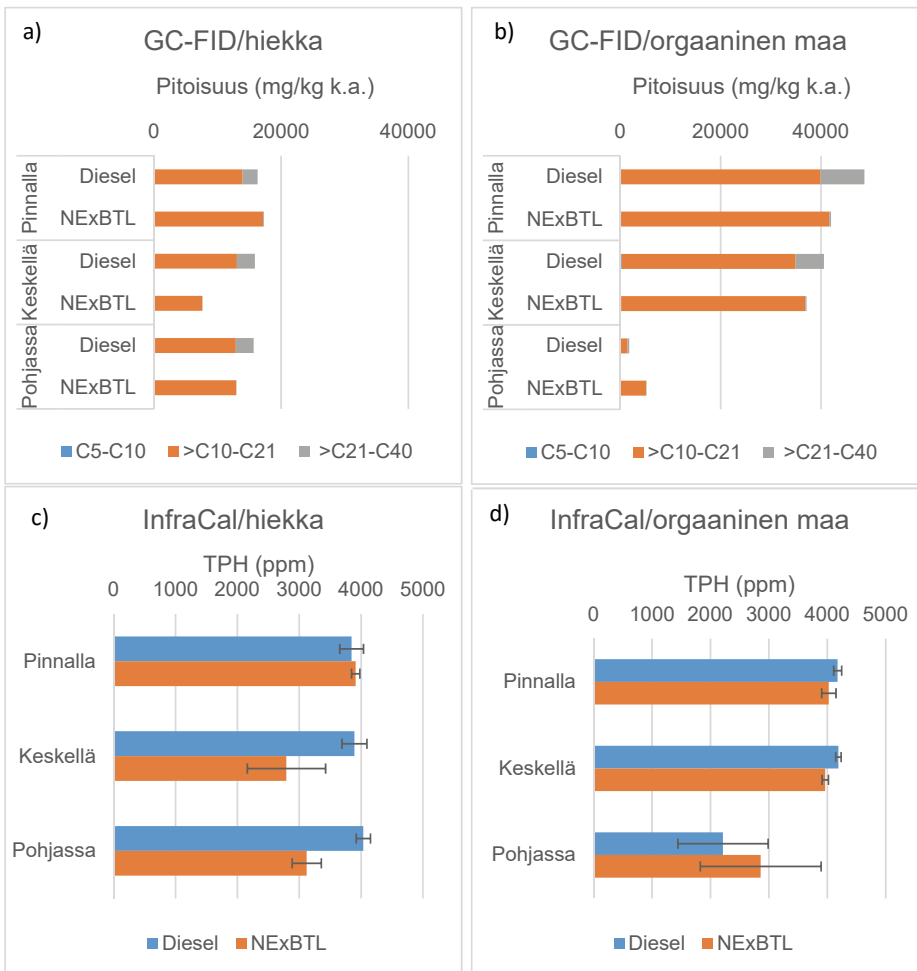 a)
GC-FID/hiekka
Pitoisuus (mg/kg k.a.)
0 20000 40000
Pinnalla
Diesel
NExBTL
Keskellä
Diesel
NExBTL
Pohjassa
Diesel
NExBTL
C5-C10 >C10-C21 >C21-C40
b)
GC-FID/orgaaninen maa
Pitoisuus (mg/kg k.a.)
0 20000 40000
Pinnalla
Diesel
NExBTL
Keskellä
Diesel
NExBTL
Pohjassa
Diesel
NExBTL
C5-C10 >C10-C21 >C21-C40
c)
InfraCal/hiekka
TPH (ppm)
0 1000 2000 3000 4000 5000
Pinnalla
Keskellä
Pohjassa
Diesel NExBTL
d)
InfraCal/orgaaninen maa
TPH (ppm)
0 1000 2000 3000 4000 5000
Pinnalla
Keskellä
Pohjassa
Diesel NExBTL